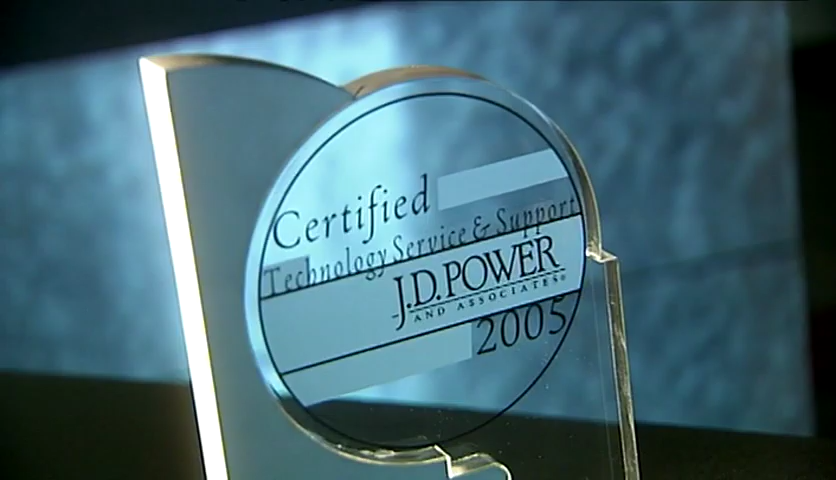 Certified
Technology Service & Support
J.D. POWER
AND ASSOCIATES®
2005